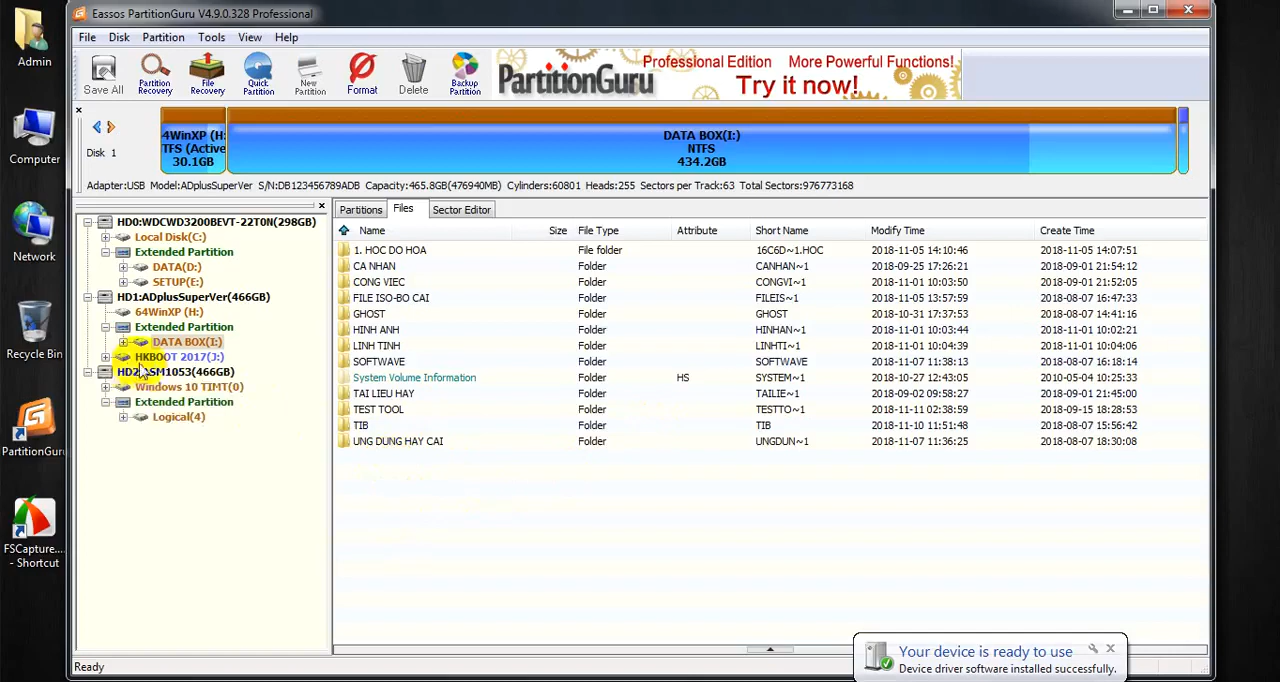 Eassos PartitionGuru V4.9.0.328 Professional
File Disk Partition Tools View Help
Save All
Partition Recovery
File Recovery
Quick Partition
New Partition
Format
Delete
Backup Partition
PartitionGuru
Professional Edition More Powerful Functions!
Try it now!
Disk 1
4WinXP (H:
TFS (Active
30.1GB
DATA BOX(I:)
NTFS
434.2GB
Adapter:USB Model:ADplusSuperVer S/N:DB123456789ADB Capacity:465.8GB(476940MB) Cylinders:60801 Heads:255 Sectors per Track:63 Total Sectors:976773168
HD0:WDCWD3200BEVT-22T0N(298GB)
Local Disk(C:)
Extended Partition
DATA(D:)
SETUP(E:)
HD1:ADplusSuperVer(466GB)
64WinXP (H:)
Extended Partition
DATA BOX(I:)
HKBOOT 2017(J:)
HD2:ASM1053(466GB)
Windows 10 TIMT(0)
Extended Partition
Logical(4)
Partitions Files Sector Editor
Name Size File Type Attribute Short Name Modify Time Create Time
1. HOC DO HOA File folder 16C6D~1.HOC 2018-11-05 14:10:46 2018-11-05 14:07:51
CA NHAN Folder CANHAN~1 2018-09-25 17:26:21 2018-09-01 21:54:12
CONG VIEC Folder CONGVI~1 2018-11-01 10:03:50 2018-09-01 21:52:05
FILE ISO-BO CAI Folder FILEIS~1 2018-11-05 13:57:59 2018-08-07 16:47:33
GHOST Folder GHOST 2018-10-31 17:37:53 2018-08-07 14:41:16
HINH ANH Folder HINHAN~1 2018-11-01 10:03:44 2018-11-01 10:02:21
LINH TINH Folder LINHTI~1 2018-11-01 10:04:39 2018-11-01 10:05:39
SOFTWAVE Folder SOFTWAVE 2018-11-07 11:38:13 2018-08-07 16:18:14
System Volume Information Folder HS SYSTEM~1 2018-10-27 12:43:05 2010-05-04 10:25:33
TAI LIEU HAY Folder TAILIE~1 2018-09-02 09:58:27 2018-09-01 21:45:00
TEST TOOL Folder TESTTO~1 2018-11-11 02:38:59 2018-09-15 18:28:53
TIB Folder TIB 2018-11-10 11:51:48 2018-08-07 15:56:42
UNG DUNG HAY CAI Folder UNGDUN~1 2018-11-07 11:36:25 2018-08-07 18:30:08
Your device is ready to use
Device driver software installed successfully.
Ready
Admin
Computer
Network
Recycle Bin
PartitionGuru
FSCapture....
- Shortcut